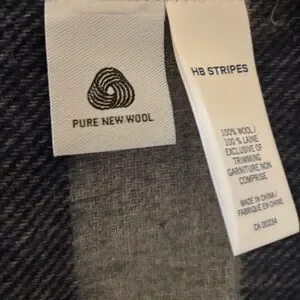 PURE NEW WOOL
HB STRIPES
100% WOOL /
100 % LAINE
EXCLUSIVE OF
TRIMMING
GARNITURE NON
COMPRISE
MADE IN CHINA /
FABRIQUÉ EN CHINE
CA 00234